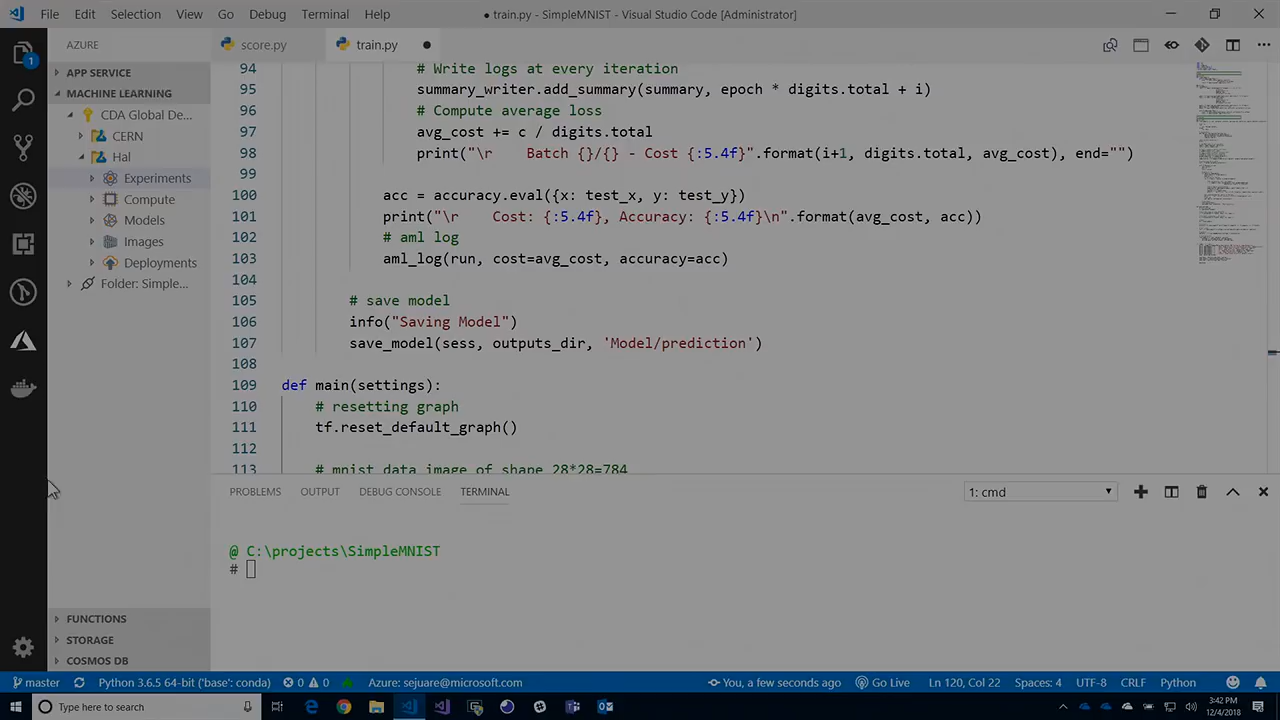 File Edit Selection View Go Debug Terminal Help
● train.py - SimpleMNIST - Visual Studio Code [Administrator]
AZURE
score.py
train.py ●
APP SERVICE
MACHINE LEARNING
CDA Global De...
CERN
Hal
Experiments
Compute
Models
Images
Deployments
Folder: Simple...
FUNCTIONS
STORAGE
COSMOS DB
1
94 # Write logs at every iteration
95 summary_writer.add_summary(summary, epoch * digits.total + i)
96 # Compute average loss
97 avg_cost += c / digits.total
98 print("\r    Batch {}/{} - Cost {:5.4f}".format(i+1, digits.total, avg_cost), end="")
99
100 acc = accuracy.eval({x: test_x, y: test_y})
101 print("\r    Cost: {:5.4f}, Accuracy: {:5.4f}\n".format(avg_cost, acc))
102 # aml log
103 aml_log(run, cost=avg_cost, accuracy=acc)
104
105 # save model
106 info("Saving Model")
107 save_model(sess, outputs_dir, 'Model/prediction')
108
109 def main(settings):
110 # resetting graph
111 tf.reset_default_graph()
112
113 # mnist data image of shape 28*28=784
PROBLEMS OUTPUT DEBUG CONSOLE TERMINAL
1: cmd
@ C:\projects\SimpleMNIST
#
master Python 3.6.5 64-bit ('base': conda) 0 0 Azure: sejuare@microsoft.com You, a few seconds ago Go Live Ln 120, Col 22 Spaces: 4 UTF-8 CRLF Python
Type here to search
3:42 PM
12/4/2018